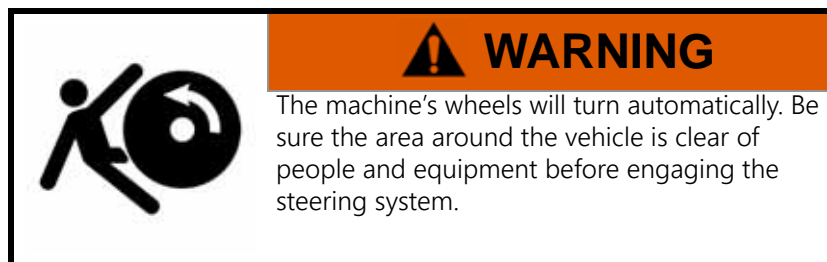 WARNING
The machine’s wheels will turn automatically. Be
sure the area around the vehicle is clear of
people and equipment before engaging the
steering system.